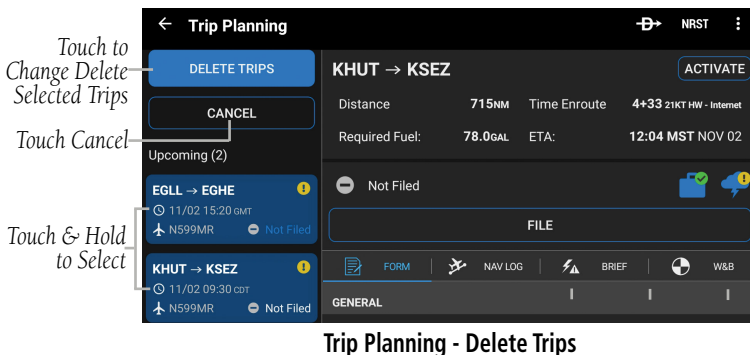 Trip Planning
NRST
Touch to
Change Delete
Selected Trips
DELETE TRIPS
CANCEL
Touch Cancel
Upcoming (2)
EGLL → EGHE
11/02 15:20 GMT
N599MR Not Filed
Touch & Hold
to Select
KHUT → KSEZ
11/02 09:30 CDT
N599MR Not Filed
KHUT → KSEZ ACTIVATE
Distance 715NM Time Enroute 4+33 21KT HW - Internet
Required Fuel: 78.0GAL ETA: 12:04 MST NOV 02
Not Filed
FILE
FORM NAV LOG BRIEF W&B
GENERAL
Trip Planning - Delete Trips